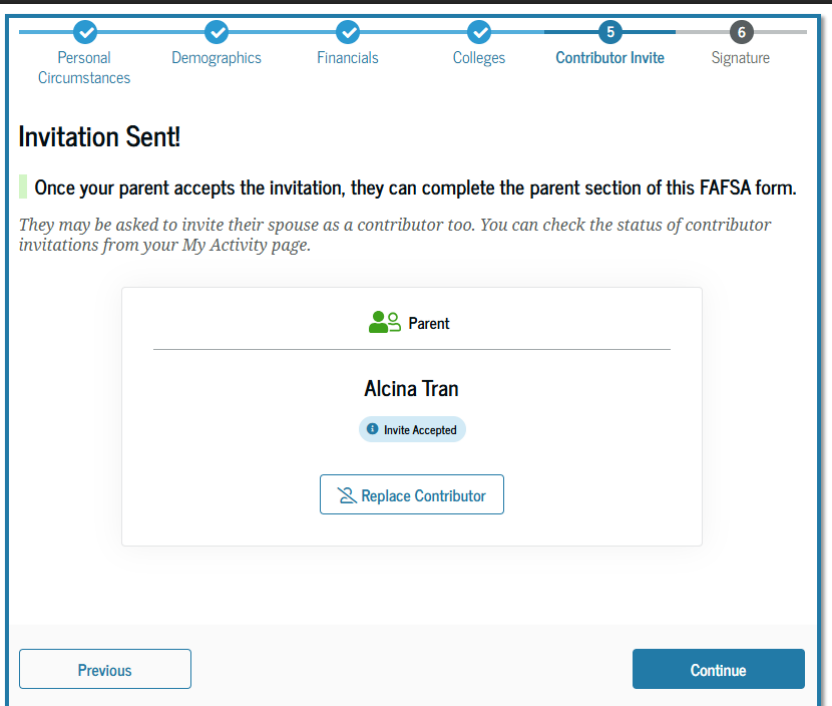 5
6
Personal
Circumstances
Demographics
Financials
Colleges
Contributor Invite
Signature
Invitation Sent!
Once your parent accepts the invitation, they can complete the parent section of this FAFSA form.
They may be asked to invite their spouse as a contributor too. You can check the status of contributor
invitations from your My Activity page.
Parent
Alcina Tran
Invite Accepted
Replace Contributor
Previous
Continue